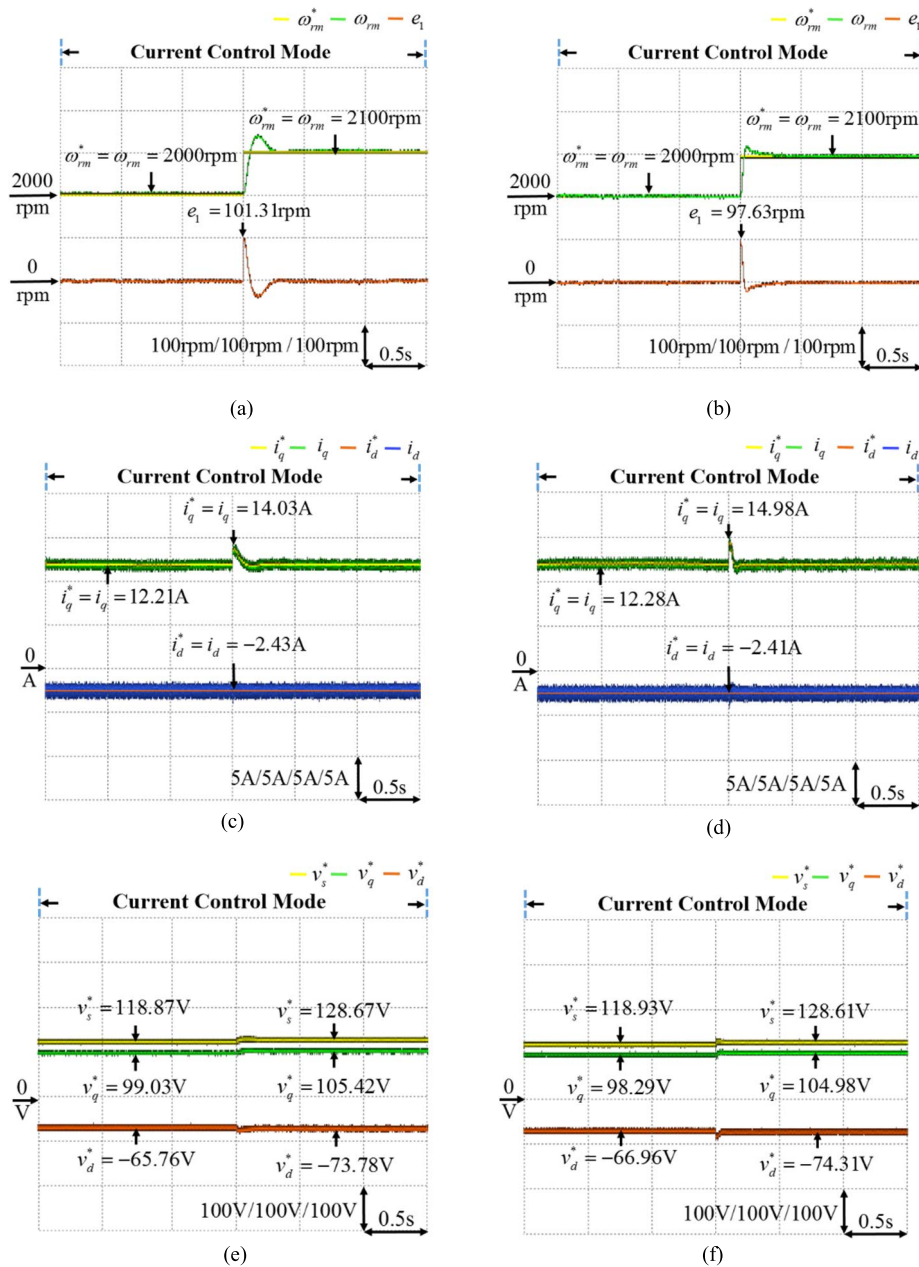 ω*rm ωrm e1
Current Control Mode
ω*rm = ωrm = 2100rpm
ω*rm = ωrm = 2000rpm
2000
rpm
e1 = 101.31rpm
0
rpm
100rpm/100rpm / 100rpm
0.5s
(a)
ω*rm ωrm e1
Current Control Mode
ω*rm = ωrm = 2100rpm
ω*rm = ωrm = 2000rpm
2000
rpm
e1 = 97.63rpm
0
rpm
100rpm/100rpm / 100rpm
0.5s
(b)
i*q iq i*d id
Current Control Mode
i*q = iq = 14.03A
i*q = iq = 12.21A
i*d = id = −2.43A
0
A
5A/5A/5A/5A
0.5s
(c)
i*q iq i*d id
Current Control Mode
i*q = iq = 14.98A
i*q = iq = 12.28A
i*d = id = −2.41A
0
A
5A/5A/5A/5A
0.5s
(d)
v*s v*q v*d
Current Control Mode
v*s = 118.87V
v*s = 128.67V
0
V
v*q = 99.03V
v*q = 105.42V
v*d = −65.76V
v*d = −73.78V
100V/100V/100V
0.5s
(e)
v*s v*q v*d
Current Control Mode
v*s = 118.93V
v*s = 128.61V
0
V
v*q = 98.29V
v*q = 104.98V
v*d = −66.96V
v*d = −74.31V
100V/100V/100V
0.5s
(f)